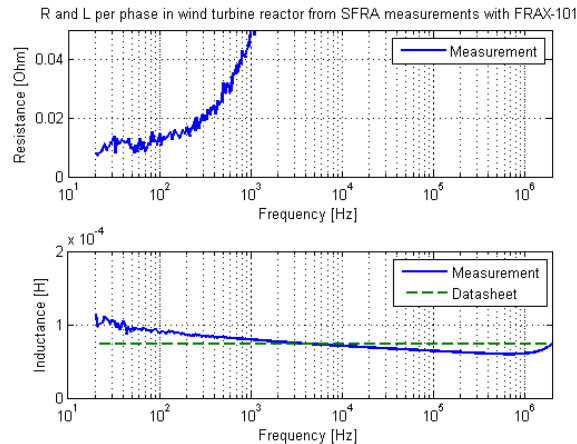 R and L per phase in wind turbine reactor from SFRA measurements with FRAX-101
Resistance [Ohm]
0.04
0.02
0
Measurement
10^1 10^2 10^3 10^4 10^5 10^6
Frequency [Hz]
x 10^-4
Inductance [H]
2
1
0
Measurement
Datasheet
10^1 10^2 10^3 10^4 10^5 10^6
Frequency [Hz]